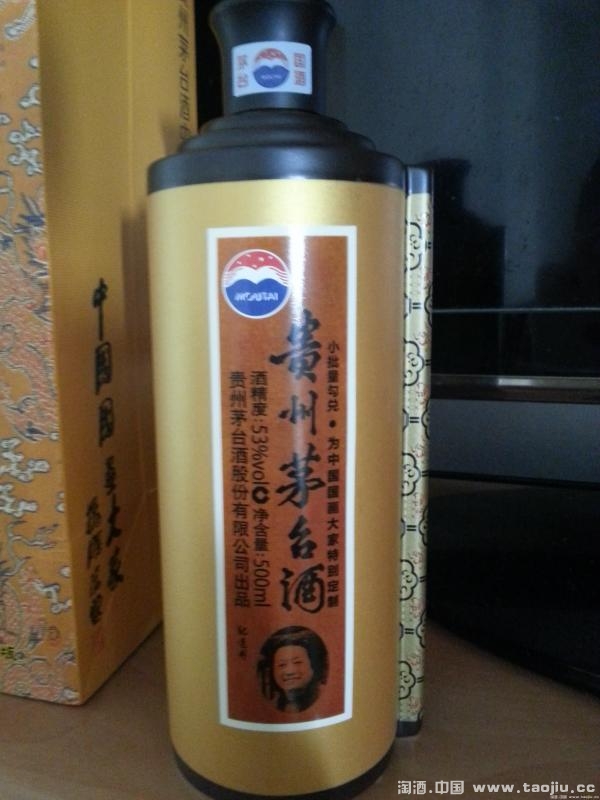 国酒
茅台
MOUTAI
小批量勾兑•为中国国画大家特别定制
贵州茅台酒
酒精度:53%vol 净含量:500ml
贵州茅台酒股份有限公司出品
中国国画大家
淘酒.中国 www.taojiu.cc